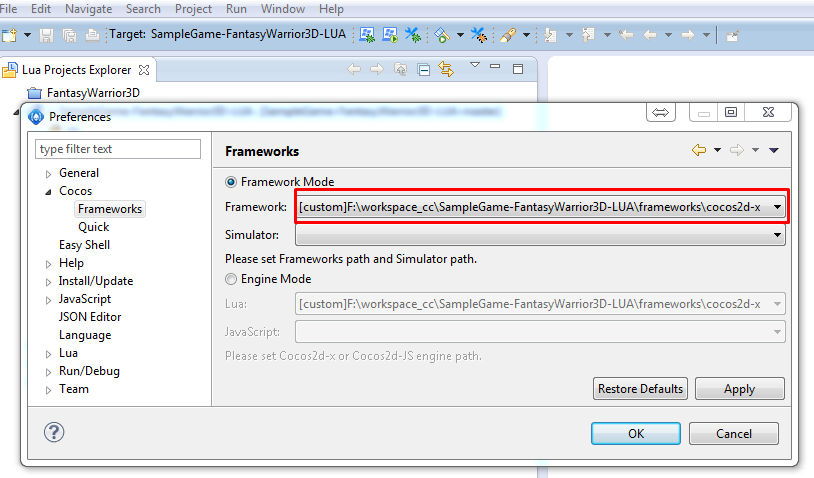 File Edit Navigate Search Project Run Window Help
Target: SampleGame-FantasyWarrior3D-LUA
Lua Projects Explorer
FantasyWarrior3D
Preferences
type filter text
General
Cocos
Frameworks
Quick
Easy Shell
Help
Install/Update
JavaScript
JSON Editor
Language
Lua
Run/Debug
Team
Frameworks
Framework Mode
Framework: [custom]F:\workspace_cc\SampleGame-FantasyWarrior3D-LUA\frameworks\cocos2d-x
Simulator:
Please set Frameworks path and Simulator path.
Engine Mode
Lua: [custom]F:\workspace_cc\SampleGame-FantasyWarrior3D-LUA\frameworks\cocos2d-x
JavaScript:
Please set Cocos2d-x or Cocos2d-JS engine path.
Restore Defaults Apply
OK Cancel